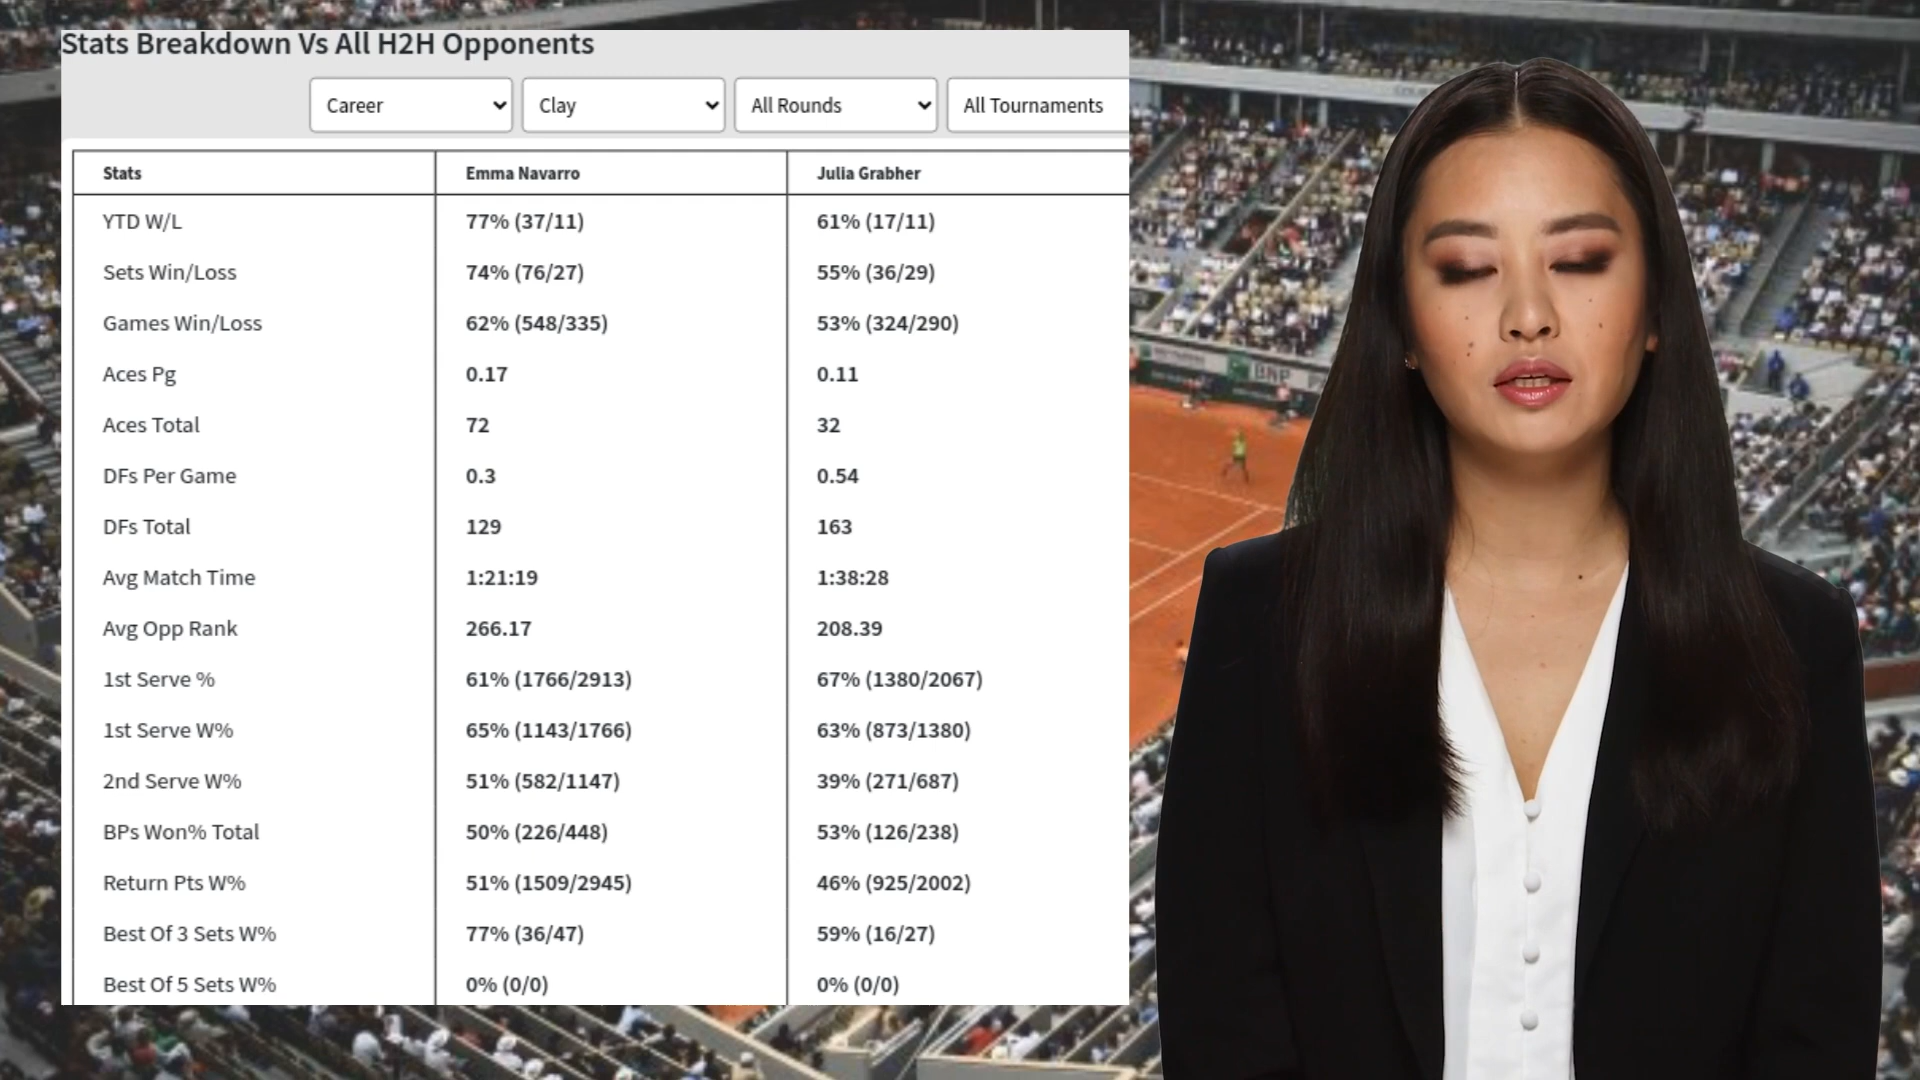 Stats Breakdown Vs All H2H Opponents
Career Clay All Rounds All Tournaments
Stats Emma Navarro Julia Grabher
YTD W/L 77% (37/11) 61% (17/11)
Sets Win/Loss 74% (76/27) 55% (36/29)
Games Win/Loss 62% (548/335) 53% (324/290)
Aces Pg 0.17 0.11
Aces Total 72 32
DFs Per Game 0.3 0.54
DFs Total 129 163
Avg Match Time 1:21:19 1:38:28
Avg Opp Rank 266.17 208.39
1st Serve % 61% (1766/2913) 67% (1380/2067)
1st Serve W% 65% (1143/1766) 63% (873/1380)
2nd Serve W% 51% (582/1147) 39% (271/687)
BPs Won% Total 50% (226/448) 53% (126/238)
Return Pts W% 51% (1509/2945) 46% (925/2002)
Best Of 3 Sets W% 77% (36/47) 59% (16/27)
Best Of 5 Sets W% 0% (0/0) 0% (0/0)
BNP